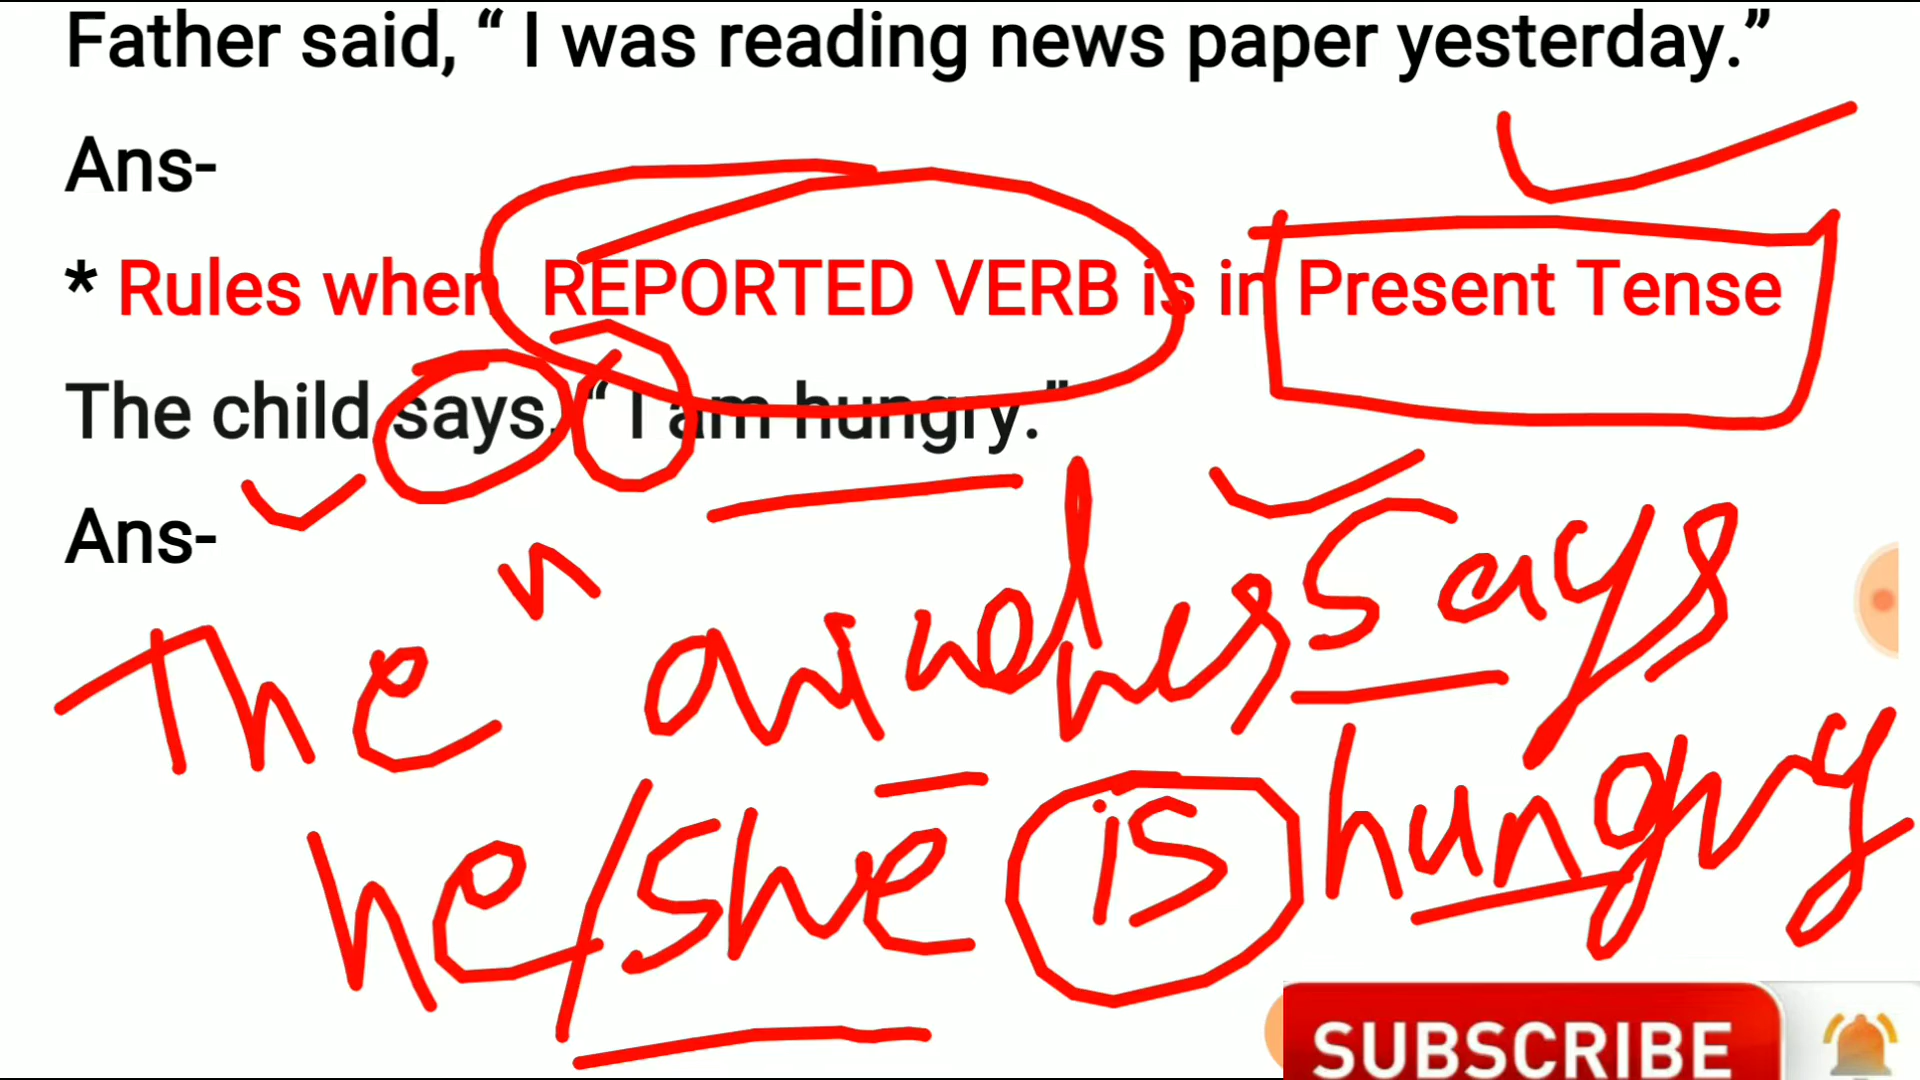 Father said, “ I was reading news paper yesterday.”
Ans-
* Rules when REPORTED VERB is in Present Tense
The child says, “ I am hungry.”
Ans-
The says
he/she is hungry
SUBSCRIBE